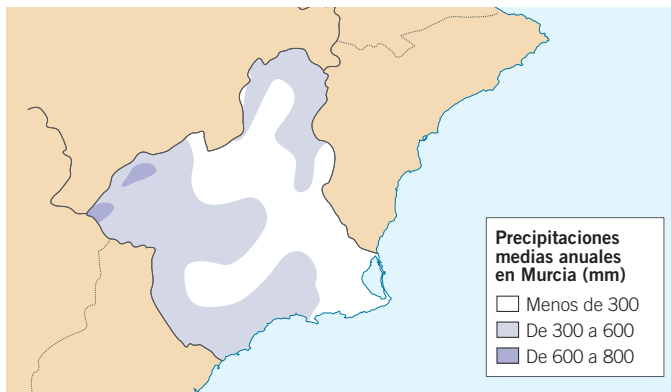 Precipitaciones
medias anuales
en Murcia (mm)
Menos de 300
De 300 a 600
De 600 a 800